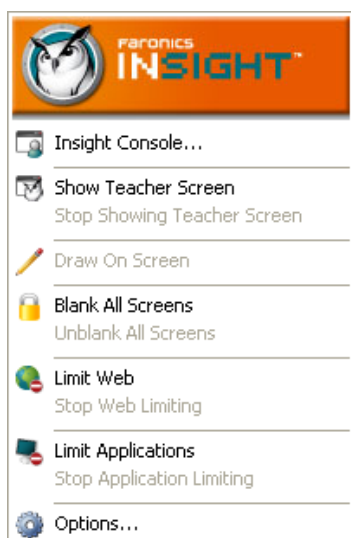 FARONICS
INSIGHT™
Insight Console...
Show Teacher Screen
Stop Showing Teacher Screen
Draw On Screen
Blank All Screens
Unblank All Screens
Limit Web
Stop Web Limiting
Limit Applications
Stop Application Limiting
Options...